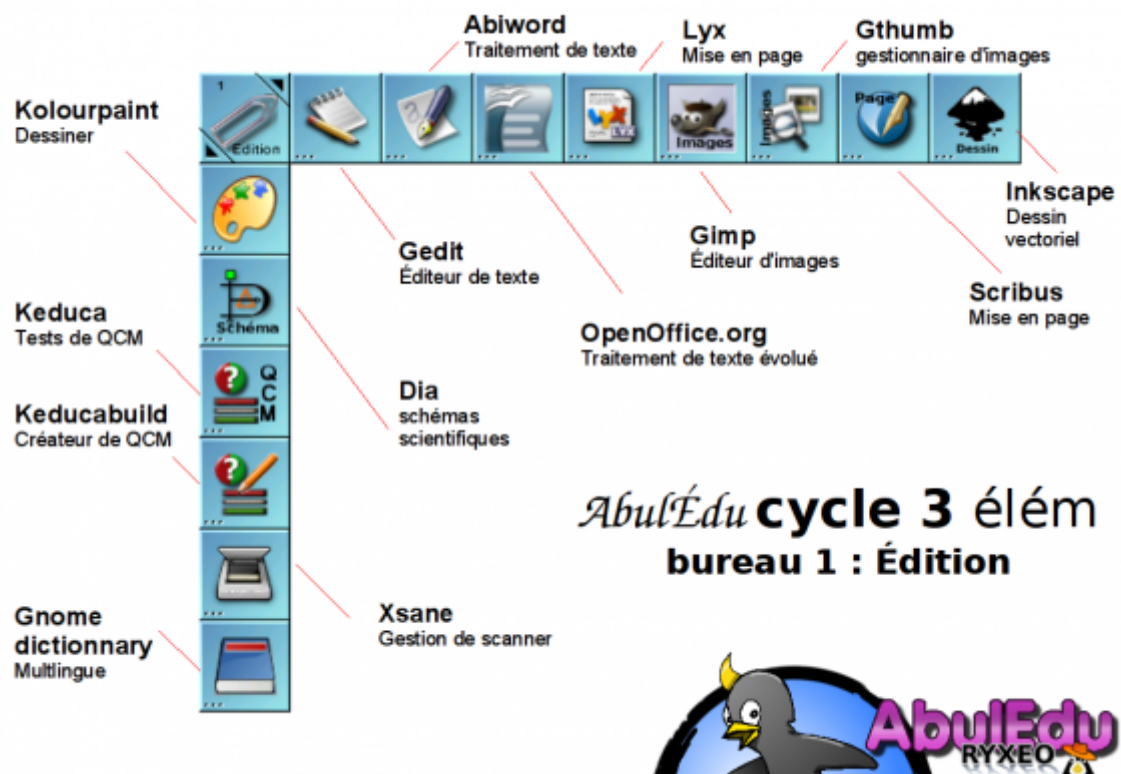 Abiword
Traitement de texte
Lyx
Mise en page
Gthumb
gestionnaire d'images
Kolourpaint
Dessiner
1
Édition
LYX
LYX
Images
Images
Page
Dessin
Inkscape
Dessin
vectoriel
Gedit
Éditeur de texte
Gimp
Éditeur d'images
Scribus
Mise en page
Schéma
Keduca
Tests de QCM
OpenOffice.org
Traitement de texte évolué
? Q
C
M
Dia
schémas
scientifiques
Keducabuild
Créateur de QCM
?
AbulÉdu cycle 3 élém
bureau 1 : Édition
Xsane
Gestion de scanner
Gnome
dictionnary
Multlingue
AbulEdu
RYXEO